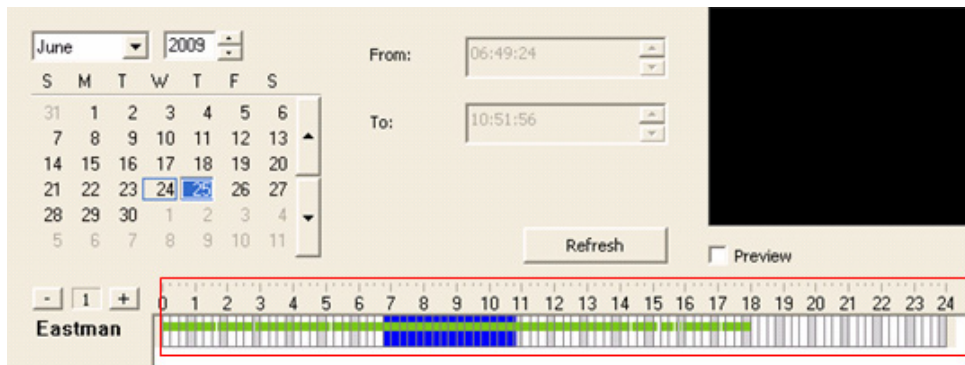 June 2009
S M T W T F S
31 1 2 3 4 5 6
7 8 9 10 11 12 13
14 15 16 17 18 19 20
21 22 23 24 25 26 27
28 29 30 1 2 3 4
5 6 7 8 9 10 11
From: 06:49:24
To: 10:51:56
Refresh
Preview
- 1 + 0 1 2 3 4 5 6 7 8 9 10 11 12 13 14 15 16 17 18 19 20 21 22 23 24
Eastman